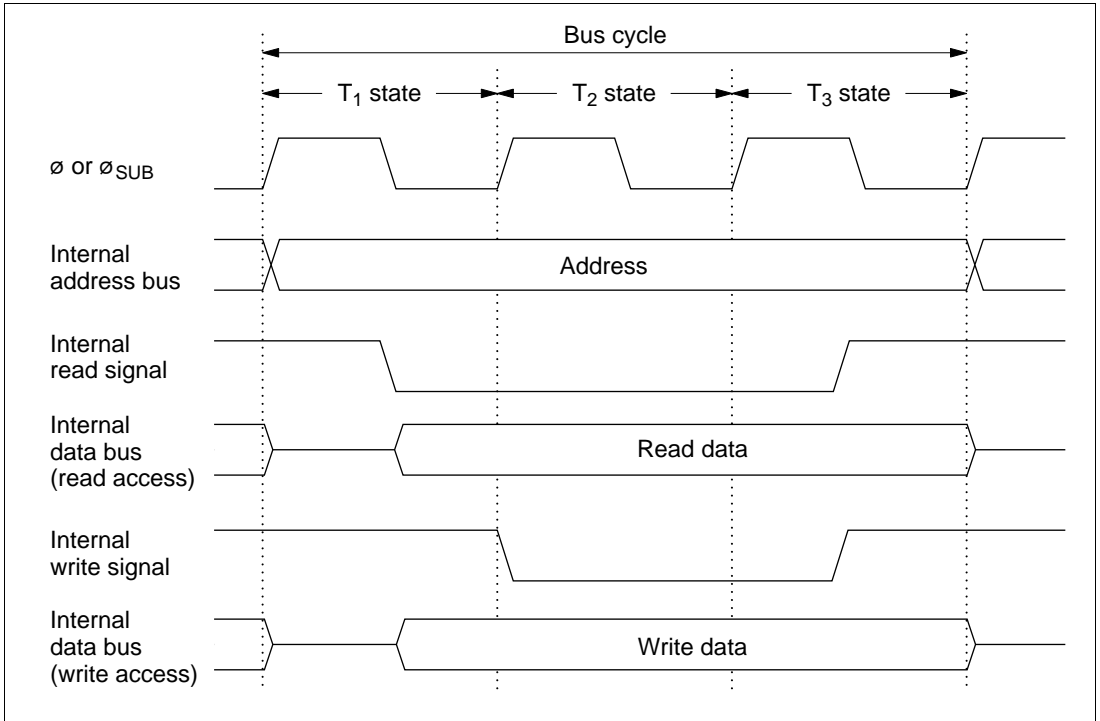 Bus cycle
T₁ state T₂ state T₃ state
ø or ø_SUB
Internal
address bus
Address
Internal
read signal
Internal
data bus
(read access)
Read data
Internal
write signal
Internal
data bus
(write access)
Write data